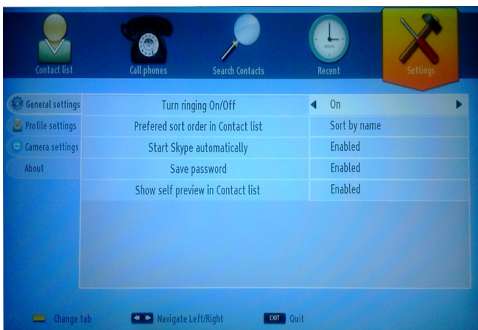 Contact list
Call phones
Search Contacts
Recent
Settings
General settings
Turn ringing On/Off
On
Profile settings
Prefered sort order in Contact list
Sort by name
Camera settings
Start Skype automatically
Enabled
About
Save password
Enabled
Show self preview in Contact list
Enabled
Change tab
Navigate Left/Right
EXIT Quit